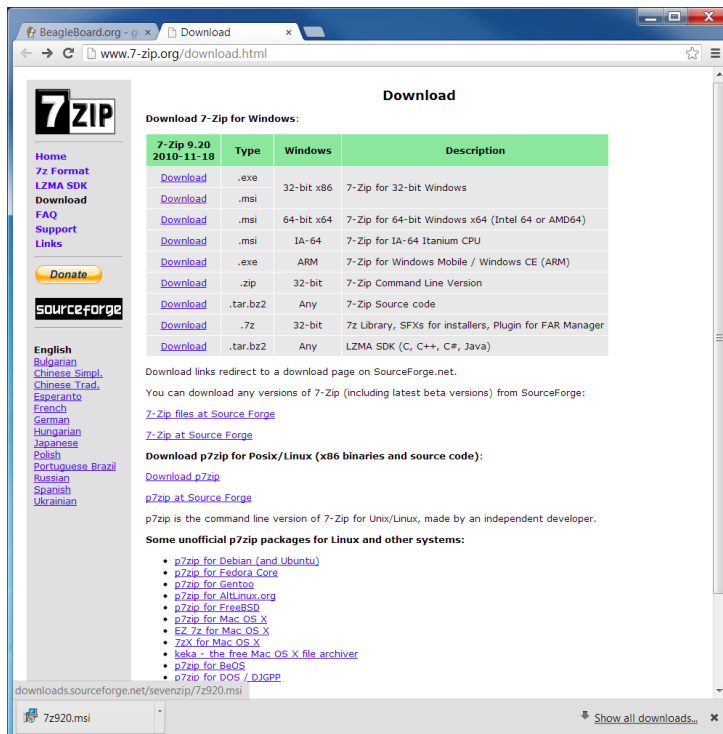 BeagleBoard.org - g
Download
www.7-zip.org/download.html
7ZIP
Home
7z Format
LZMA SDK
Download
FAQ
Support
Links
Donate
sourceforge
English
Bulgarian
Chinese Simpl.
Chinese Trad.
Esperanto
French
German
Hungarian
Japanese
Polish
Portuguese Brazil
Russian
Spanish
Ukrainian
Download
Download 7-Zip for Windows:
7-Zip 9.20 2010-11-18 Type Windows Description
Download .exe 32-bit x86 7-Zip for 32-bit Windows
Download .msi
Download .msi 64-bit x64 7-Zip for 64-bit Windows x64 (Intel 64 or AMD64)
Download .msi IA-64 7-Zip for IA-64 Itanium CPU
Download .exe ARM 7-Zip for Windows Mobile / Windows CE (ARM)
Download .zip 32-bit 7-Zip Command Line Version
Download .tar.bz2 Any 7-Zip Source code
Download .7z 32-bit 7z Library, SFXs for installers, Plugin for FAR Manager
Download .tar.bz2 Any LZMA SDK (C, C++, C#, Java)
Download links redirect to a download page on SourceForge.net.
You can download any versions of 7-Zip (including latest beta versions) from SourceForge:
7-Zip files at Source Forge
7-Zip at Source Forge
Download p7zip for Posix/Linux (x86 binaries and source code):
Download p7zip
p7zip at Source Forge
p7zip is the command line version of 7-Zip for Unix/Linux, made by an independent developer.
Some unofficial p7zip packages for Linux and other systems:
p7zip for Debian (and Ubuntu)
p7zip for Fedora Core
p7zip for Gentoo
p7zip for AltLinux.org
p7zip for FreeBSD
p7zip for Mac OS X
EZ 7z for Mac OS X
7zX for Mac OS X
keka - the free Mac OS X file archiver
p7zip for BeOS
p7zip for DOS / DJGPP
downloads.sourceforge.net/sevenzip/7z920.msi
7z920.msi
Show all downloads...